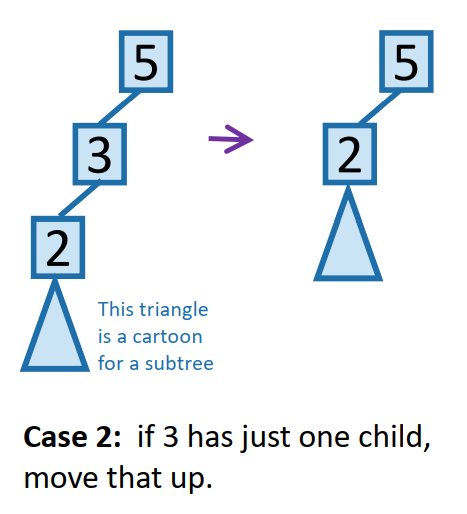 5
3
2
This triangle
is a cartoon
for a subtree
5
2
Case 2: if 3 has just one child,
move that up.